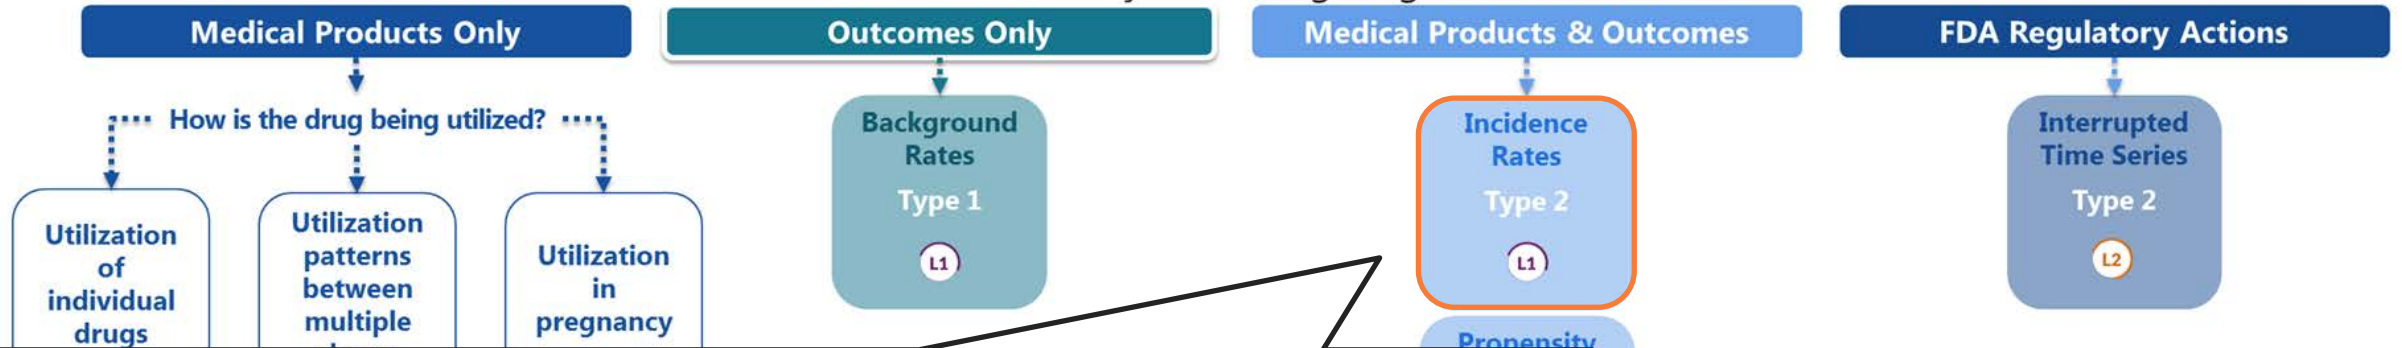 Medical Products Only
Outcomes Only
Medical Products & Outcomes
FDA Regulatory Actions
How is the drug being utilized?
Utilization
of
individual
drugs
Utilization
patterns
between
multiple
Utilization
in
pregnancy
Background
Rates
Type 1
L1
Incidence
Rates
Type 2
L1
Propensity
Interrupted
Time Series
Type 2
L2